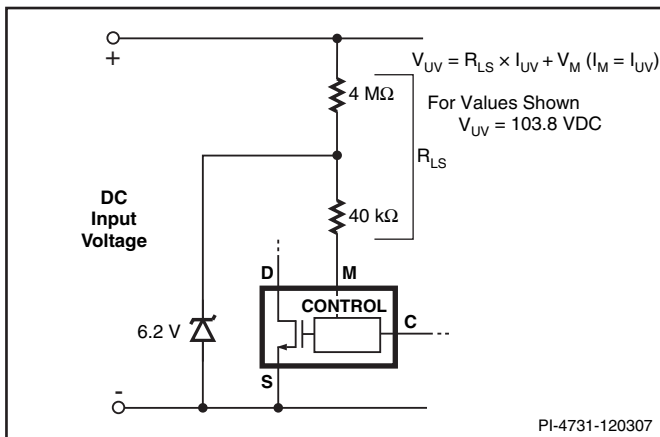 +
V_UV = R_LS × I_UV + V_M (I_M = I_UV)
4 MΩ
For Values Shown
V_UV = 103.8 VDC
R_LS
DC
Input
Voltage
40 kΩ
D
M
CONTROL
C
6.2 V
S
-
PI-4731-120307